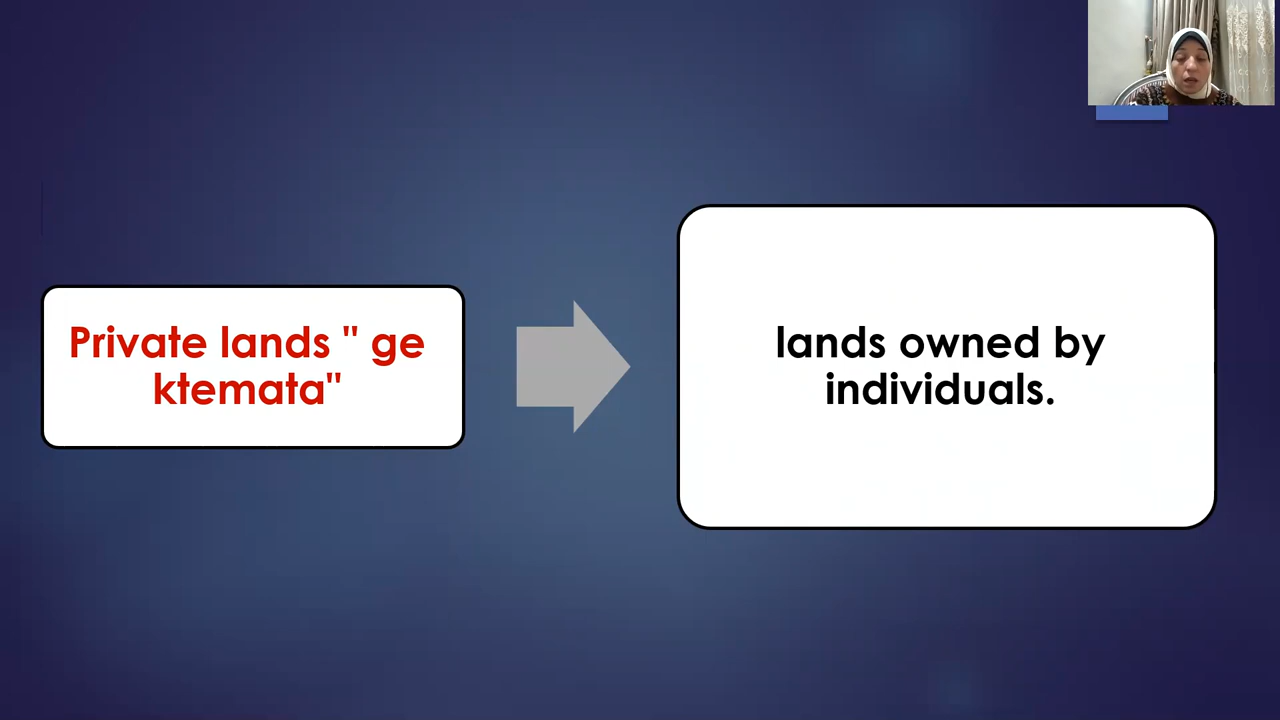 Private lands " ge
ktemata"
lands owned by
individuals.